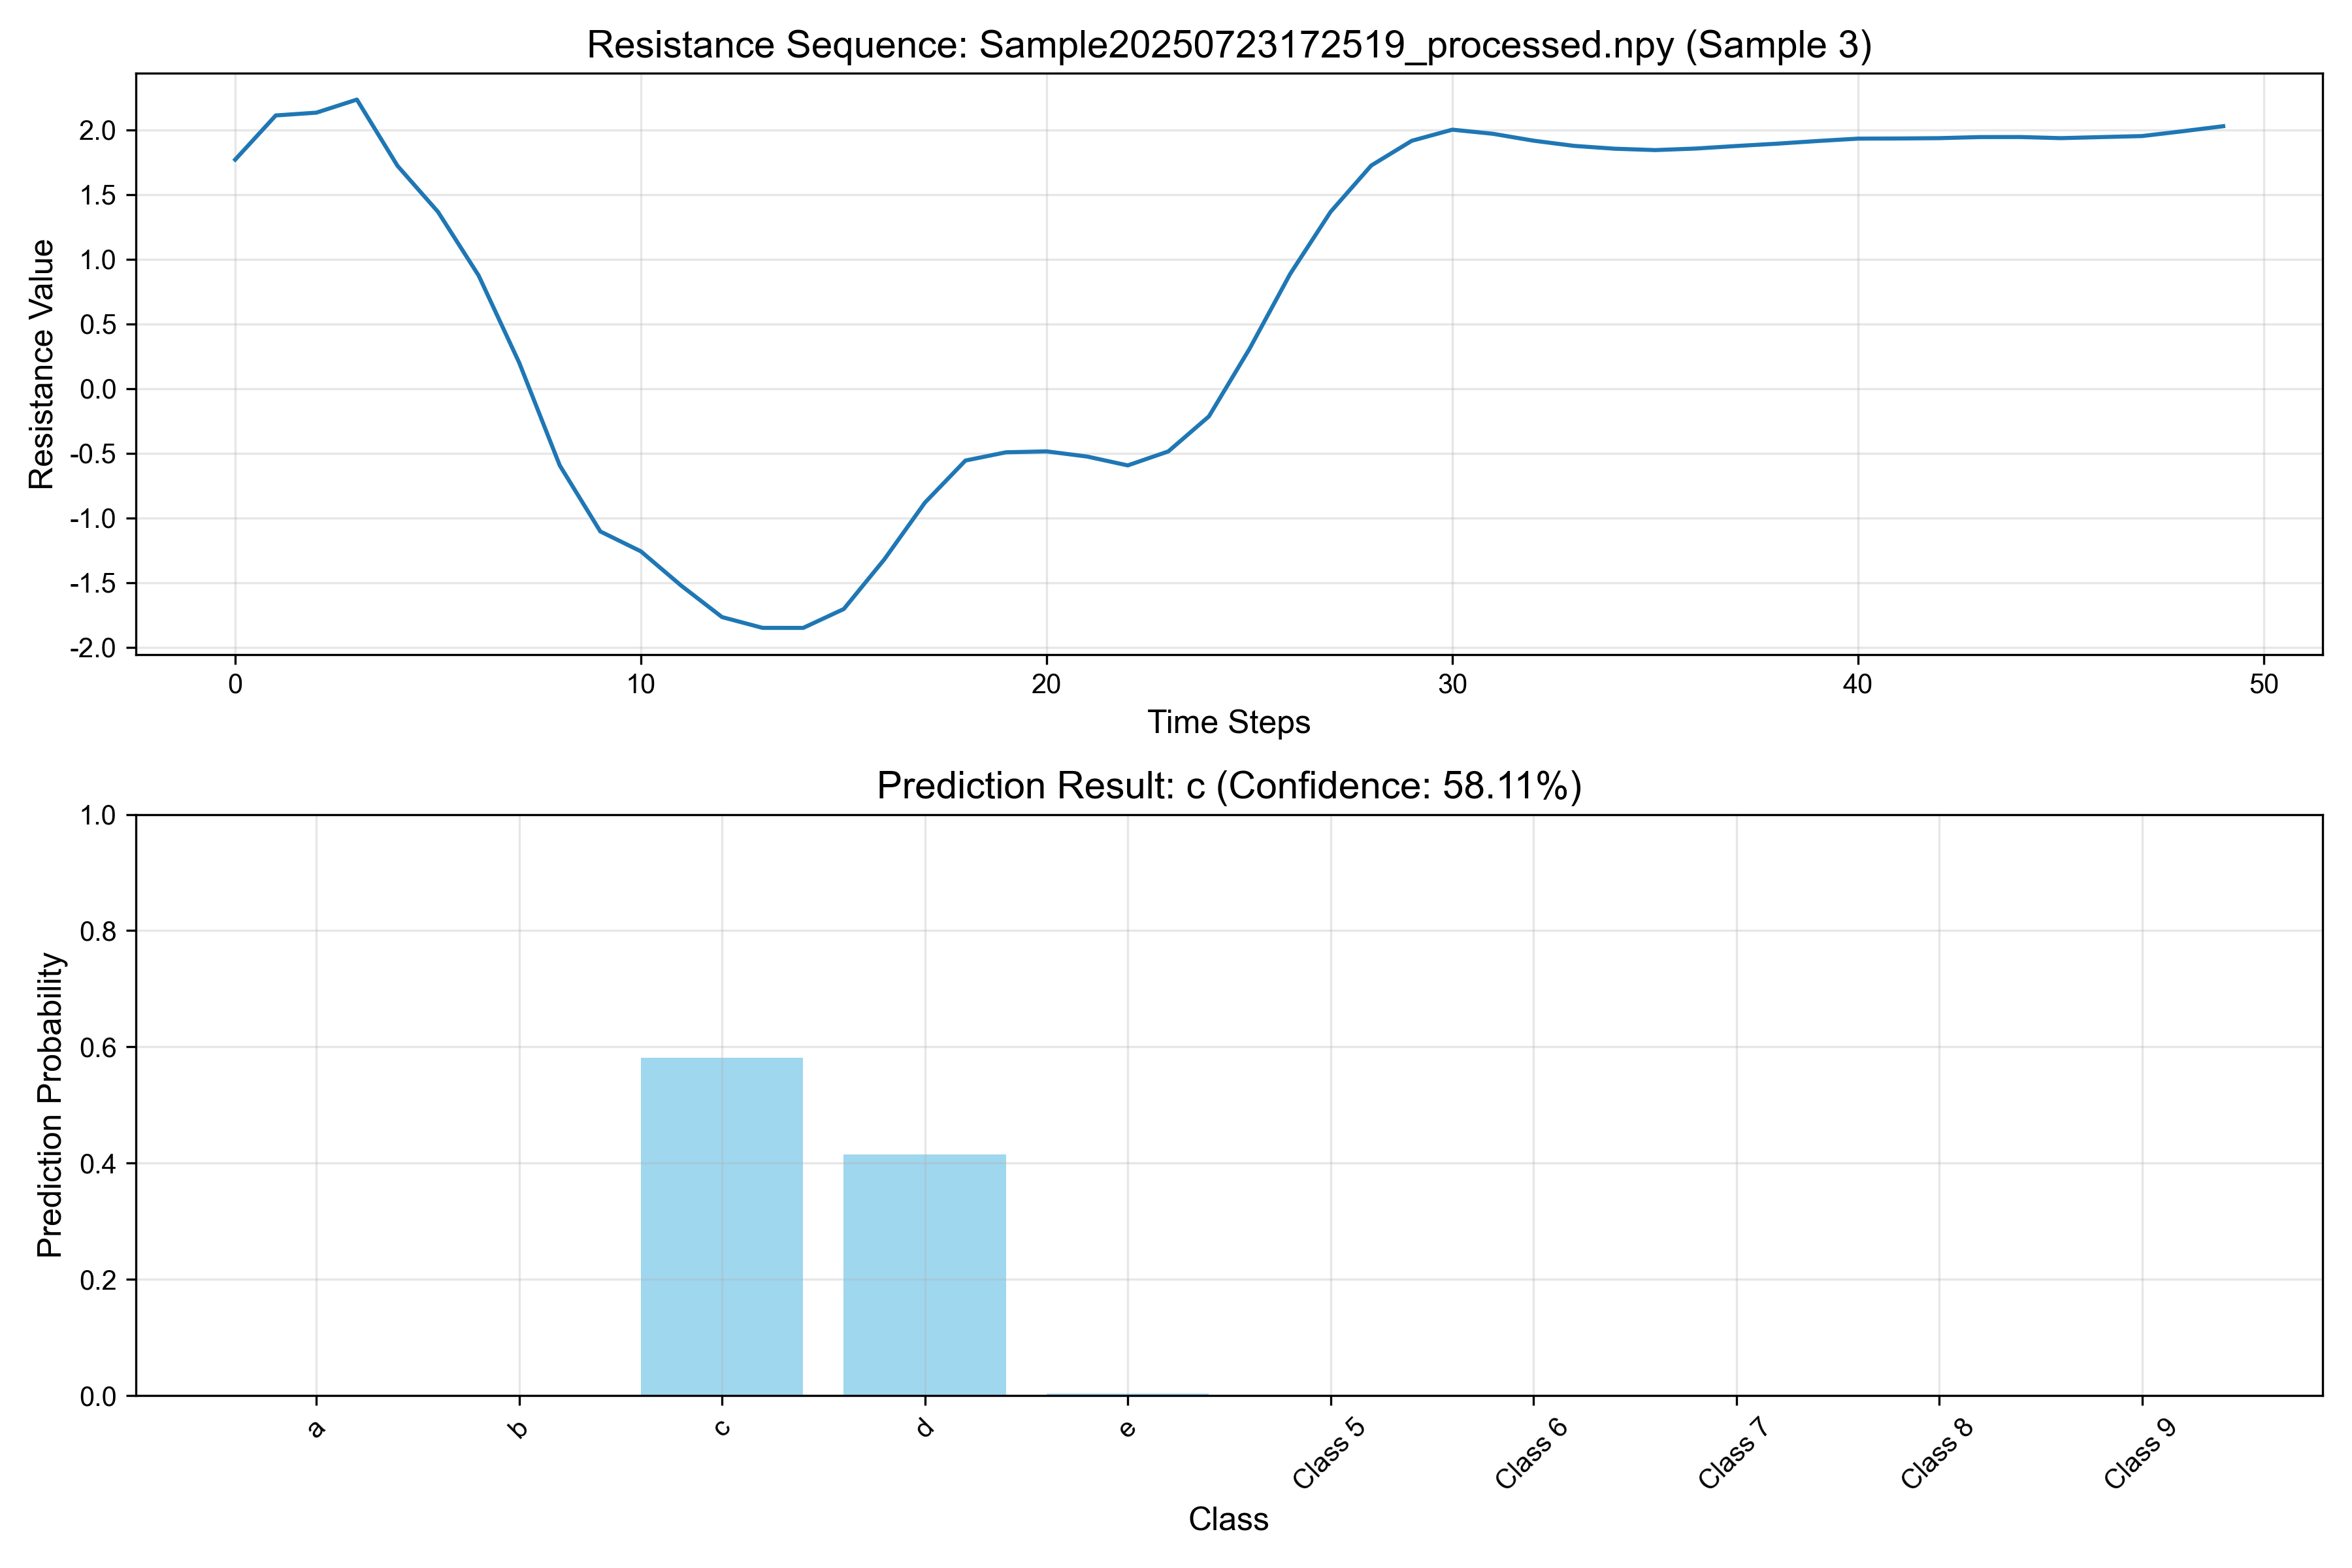 Resistance Sequence: Sample20250723172519_processed.npy (Sample 3)
Resistance Value
2.0
1.5
1.0
0.5
0.0
-0.5
-1.0
-1.5
-2.0
0 10 20 30 40 50
Time Steps
Prediction Result: c (Confidence: 58.11%)
Prediction Probability
1.0
0.8
0.6
0.4
0.2
0.0
a b c d e Class 5 Class 6 Class 7 Class 8 Class 9
Class